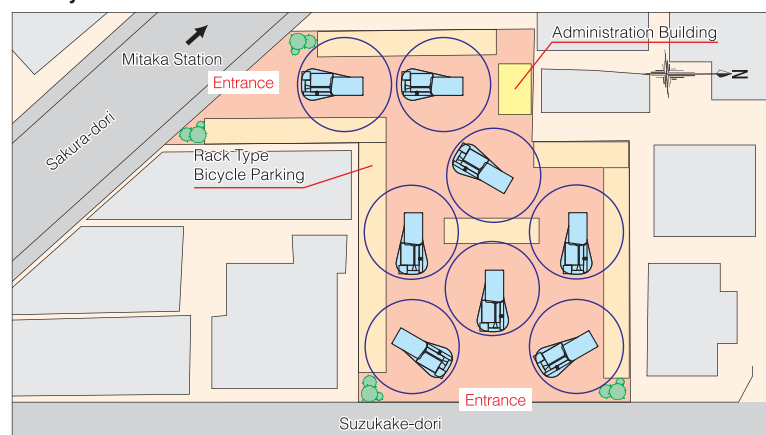 Administration Building
Mitaka Station
Entrance
N
Sakura-dori
Rack Type
Bicycle Parking
Entrance
Suzukake-dori